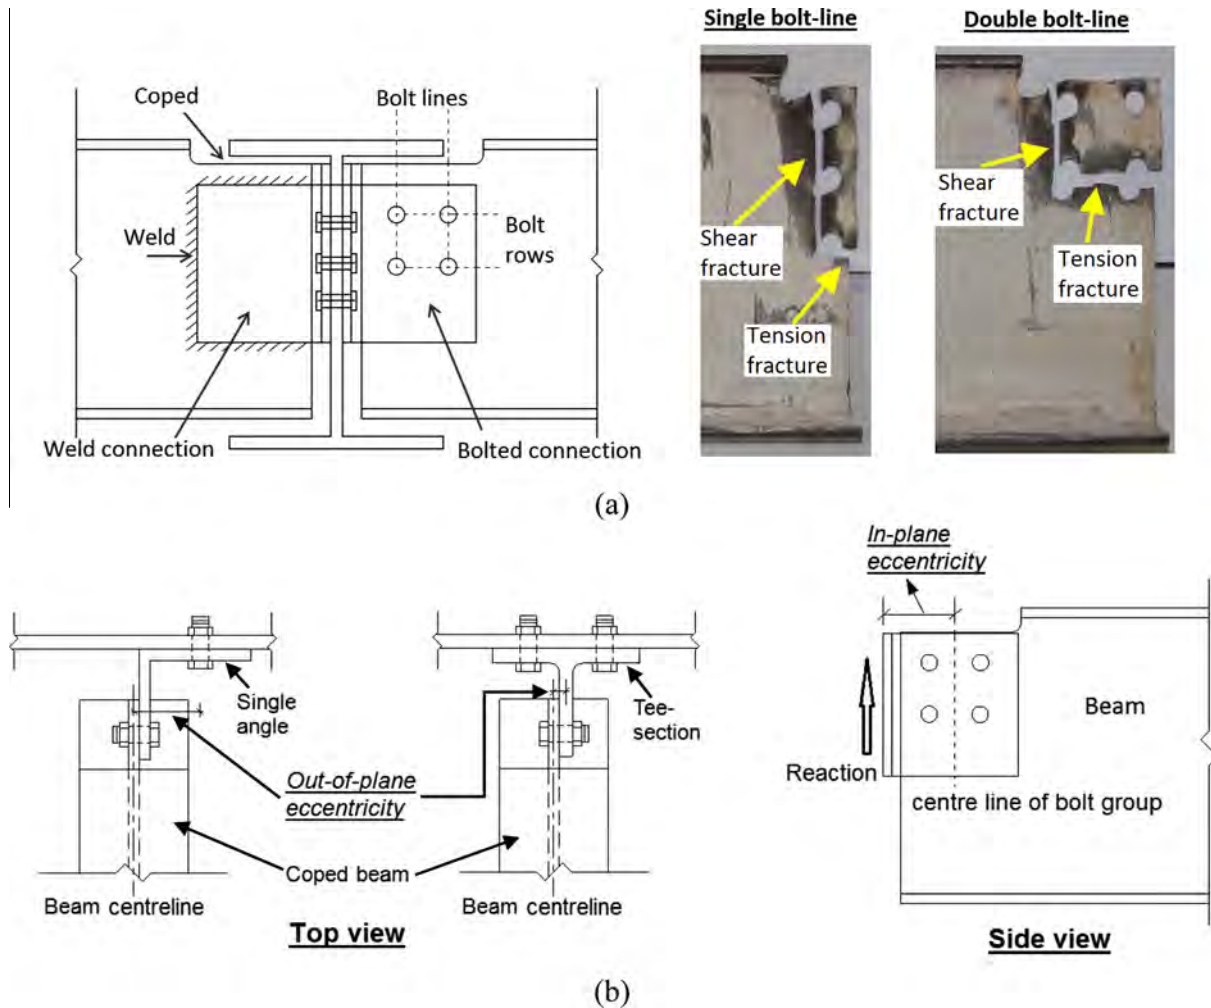 Single bolt-line
Double bolt-line
Coped
Bolt lines
Weld
Bolt
rows
Weld connection
Bolted connection
Shear
fracture
Tension
fracture
Shear
fracture
Tension
fracture
(a)
In-plane
eccentricity
Single
angle
Tee-
section
Out-of-plane
eccentricity
Coped beam
Beam centreline
Beam centreline
Top view
Reaction
Beam
centre line of bolt group
Side view
(b)